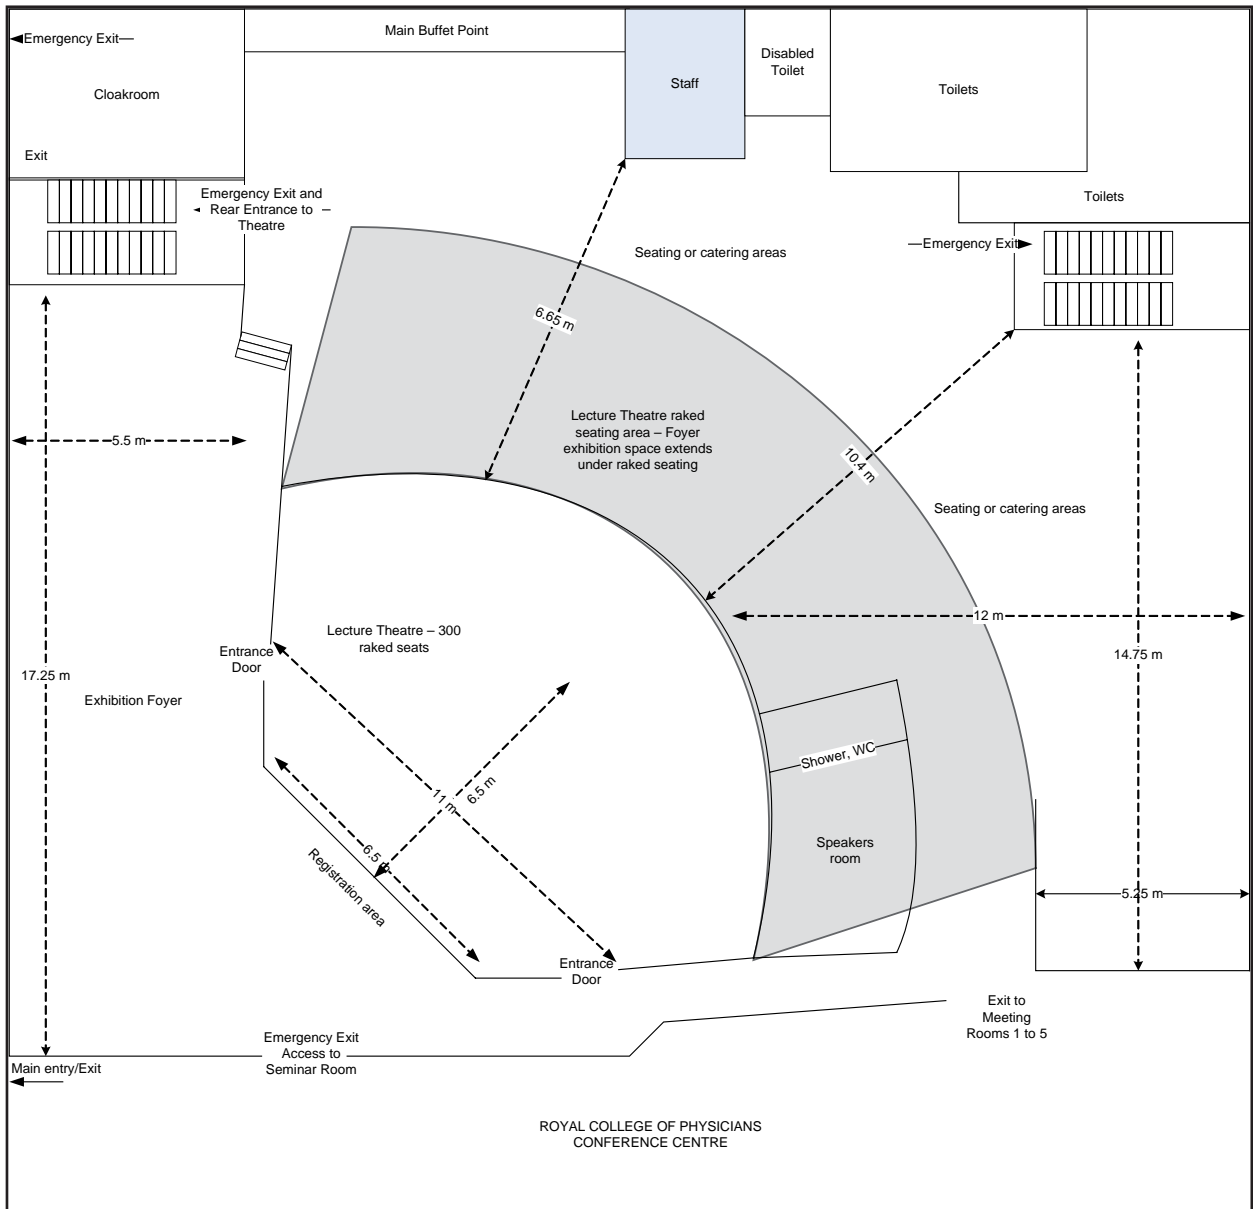 Emergency Exit
Main Buffet Point
Disabled
Toilet
Staff
Toilets
Cloakroom
Exit
Emergency Exit and
Rear Entrance to
Theatre
Toilets
Emergency Exit
Seating or catering areas
6.65 m
Lecture Theatre raked
seating area – Foyer
exhibition space extends
under raked seating
5.5 m
10.4 m
Seating or catering areas
12 m
Lecture Theatre – 300
raked seats
Entrance
Door
14.75 m
17.25 m
Exhibition Foyer
Shower, WC
6.5 m
11 m
6.5 m
Registration area
Speakers
room
5.25 m
Entrance
Door
Exit to
Meeting
Rooms 1 to 5
Emergency Exit
Access to
Seminar Room
Main entry/Exit
ROYAL COLLEGE OF PHYSICIANS
CONFERENCE CENTRE